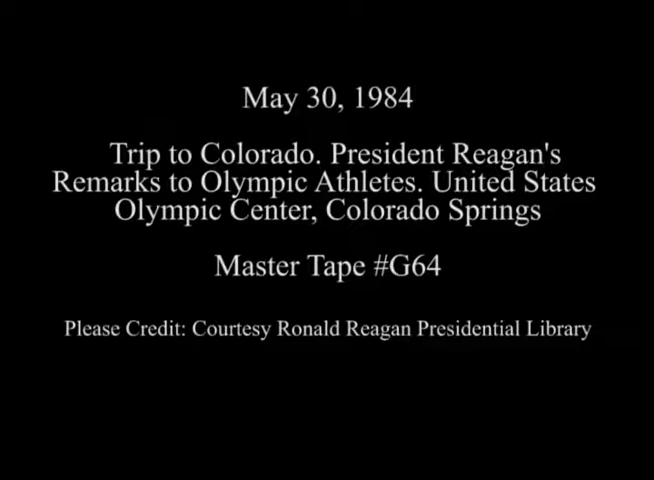 May 30, 1984
Trip to Colorado. President Reagan's
Remarks to Olympic Athletes. United States
Olympic Center, Colorado Springs
Master Tape #G64
Please Credit: Courtesy Ronald Reagan Presidential Library